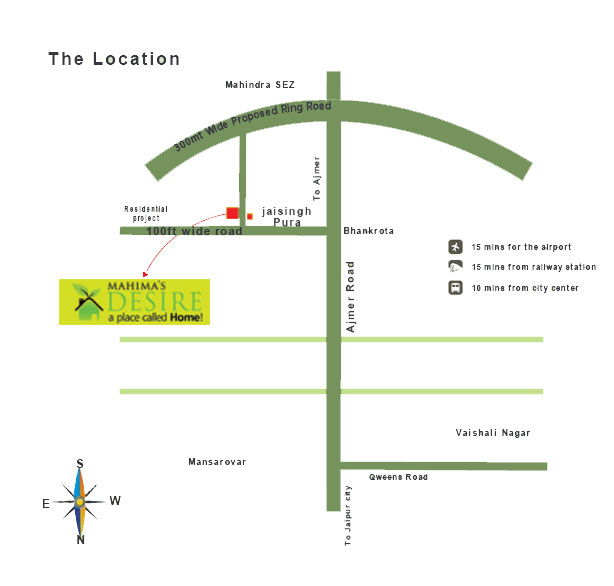 The Location
Mahindra SEZ
300mt Wide Proposed Ring Road
To Ajmer
Residential
project
jaisingh
Pura
100ft wide road
Bhankrota
15 mins for the airport
15 mins from railway station
10 mins from city center
MAHIMA'S
DESIRE
a place called Home!
Ajmer Road
Vaishali Nagar
Mansarovar
Qweens Road
To Jaipur city
S
E
W
N